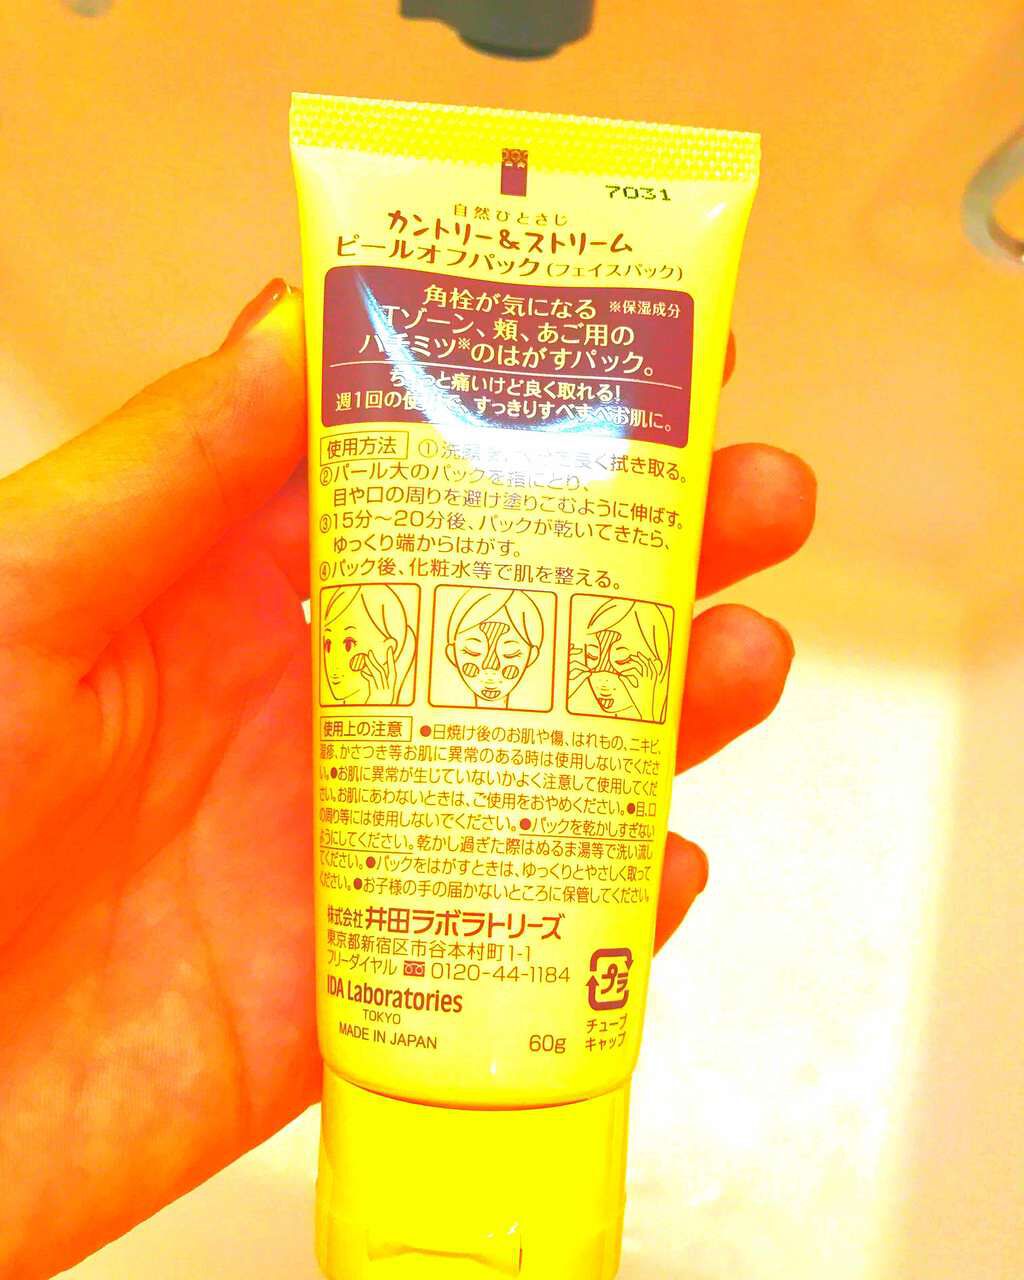 7031
自然ひとさじ
カントリー&ストリーム
ピールオフパック(フェイスパック)
角栓が気になる ※保湿成分
Tゾーン、頬、あご用の
ハチミツ※のはがすパック。
ちょっと痛いけど良く取れる!
週1回の使用で、すっきりすべすべお肌に。
使用方法 ①洗顔 良く拭き取る。
②パール大のパックを指にとり、
目や口の周りを避け塗りこむように伸ばす。
③15分〜20分後、パックが乾いてきたら、
ゆっくり端からはがす。
④パック後、化粧水等で肌を整える。
使用上の注意 ●日焼け後のお肌や傷、はれもの、ニキビ、
湿疹、かさつき等お肌に異常のある時は使用しないでくださ
い。●お肌に異常が生じていないかよく注意して使用してくだ
さい。お肌にあわないときは、ご使用をおやめください。●目、口
の周り等には使用しないでください。●パックを乾かしすぎない
ようにしてください。乾かし過ぎた際はぬるま湯等で洗い流し
てください。●パックをはがすときは、ゆっくりとやさしく取って
ください。●お子様の手の届かないところに保管してください。
株式会社 井田ラボラトリーズ
東京都新宿区市谷本村町1-1
フリーダイヤル 0120-44-1184
IDA Laboratories
TOKYO
MADE IN JAPAN
60g
プラ
チューブ
キャップ